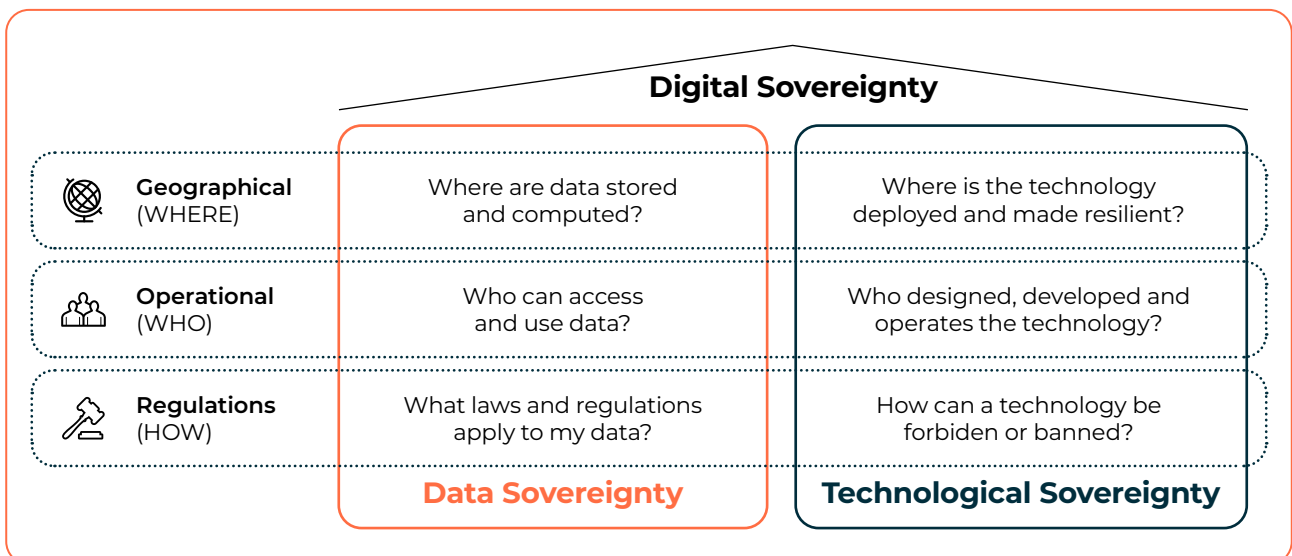 Digital Sovereignty
Geographical
(WHERE)
Where are data stored
and computed?
Where is the technology
deployed and made resilient?
Operational
(WHO)
Who can access
and use data?
Who designed, developed and
operates the technology?
Regulations
(HOW)
What laws and regulations
apply to my data?
How can a technology be
forbiden or banned?
Data Sovereignty
Technological Sovereignty